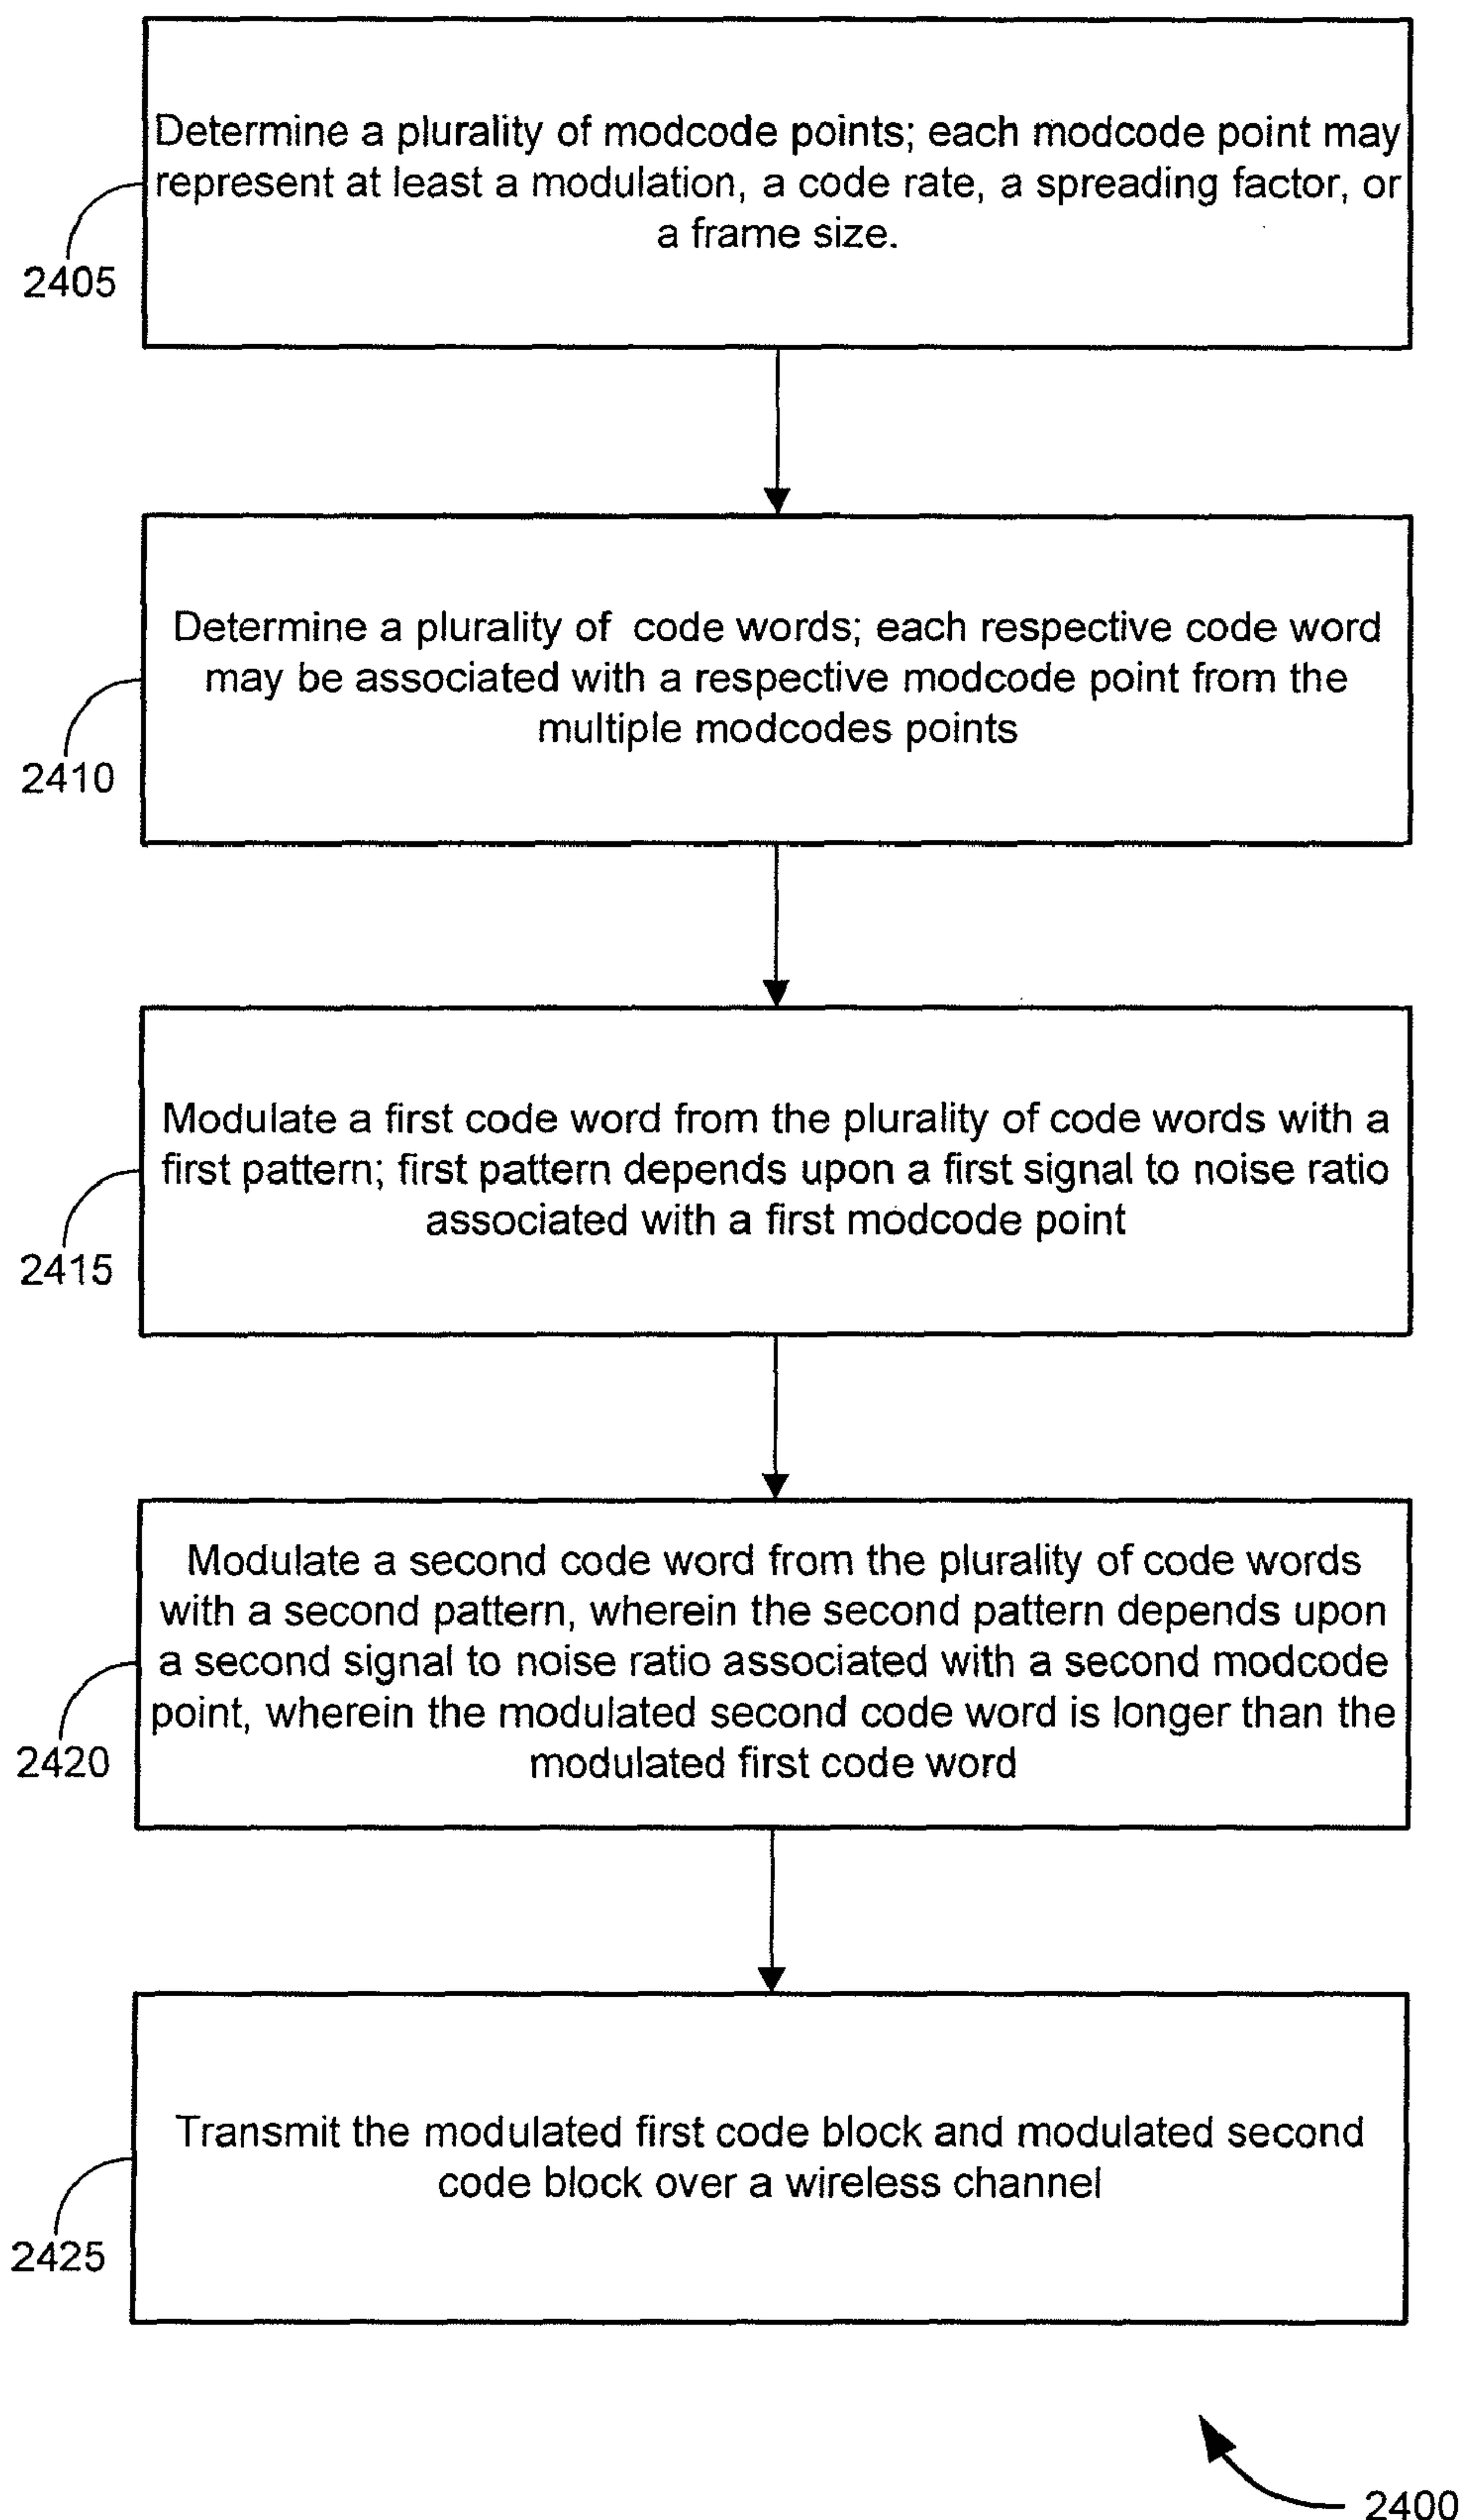 Determine a plurality of modcode points; each modcode point may
represent at least a modulation, a code rate, a spreading factor, or
a frame size.
2405
Determine a plurality of code words; each respective code word
may be associated with a respective modcode point from the
multiple modcodes points
2410
Modulate a first code word from the plurality of code words with a
first pattern; first pattern depends upon a first signal to noise ratio
associated with a first modcode point
2415
Modulate a second code word from the plurality of code words
with a second pattern, wherein the second pattern depends upon
a second signal to noise ratio associated with a second modcode
point, wherein the modulated second code word is longer than the
modulated first code word
2420
Transmit the modulated first code block and modulated second
code block over a wireless channel
2425
2400